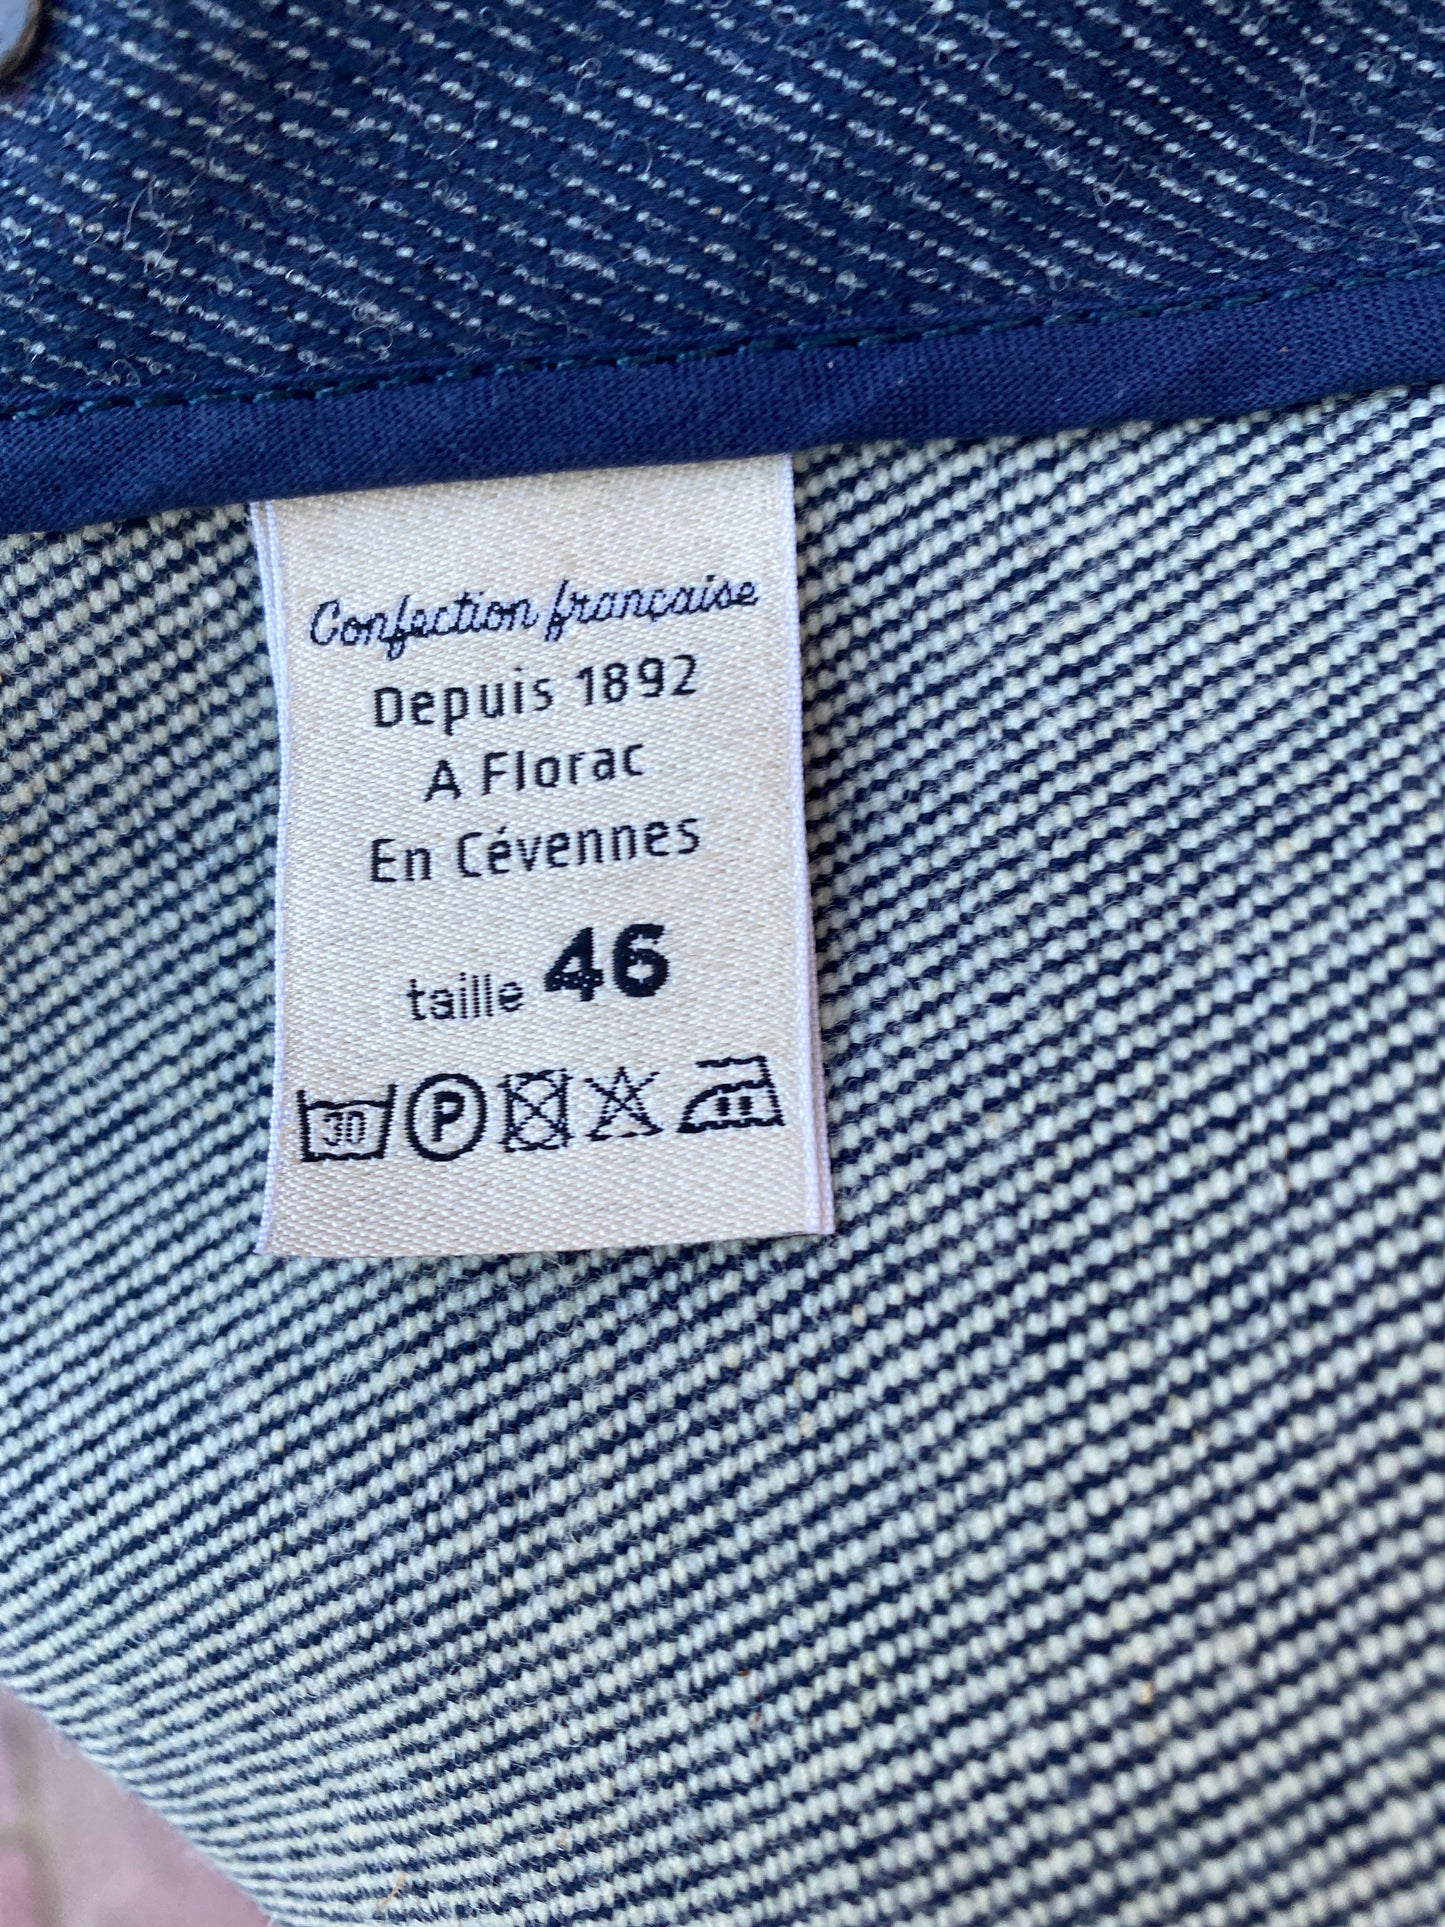 Confection française
Depuis 1892
A Florac
En Cévennes
taille 46
30 P